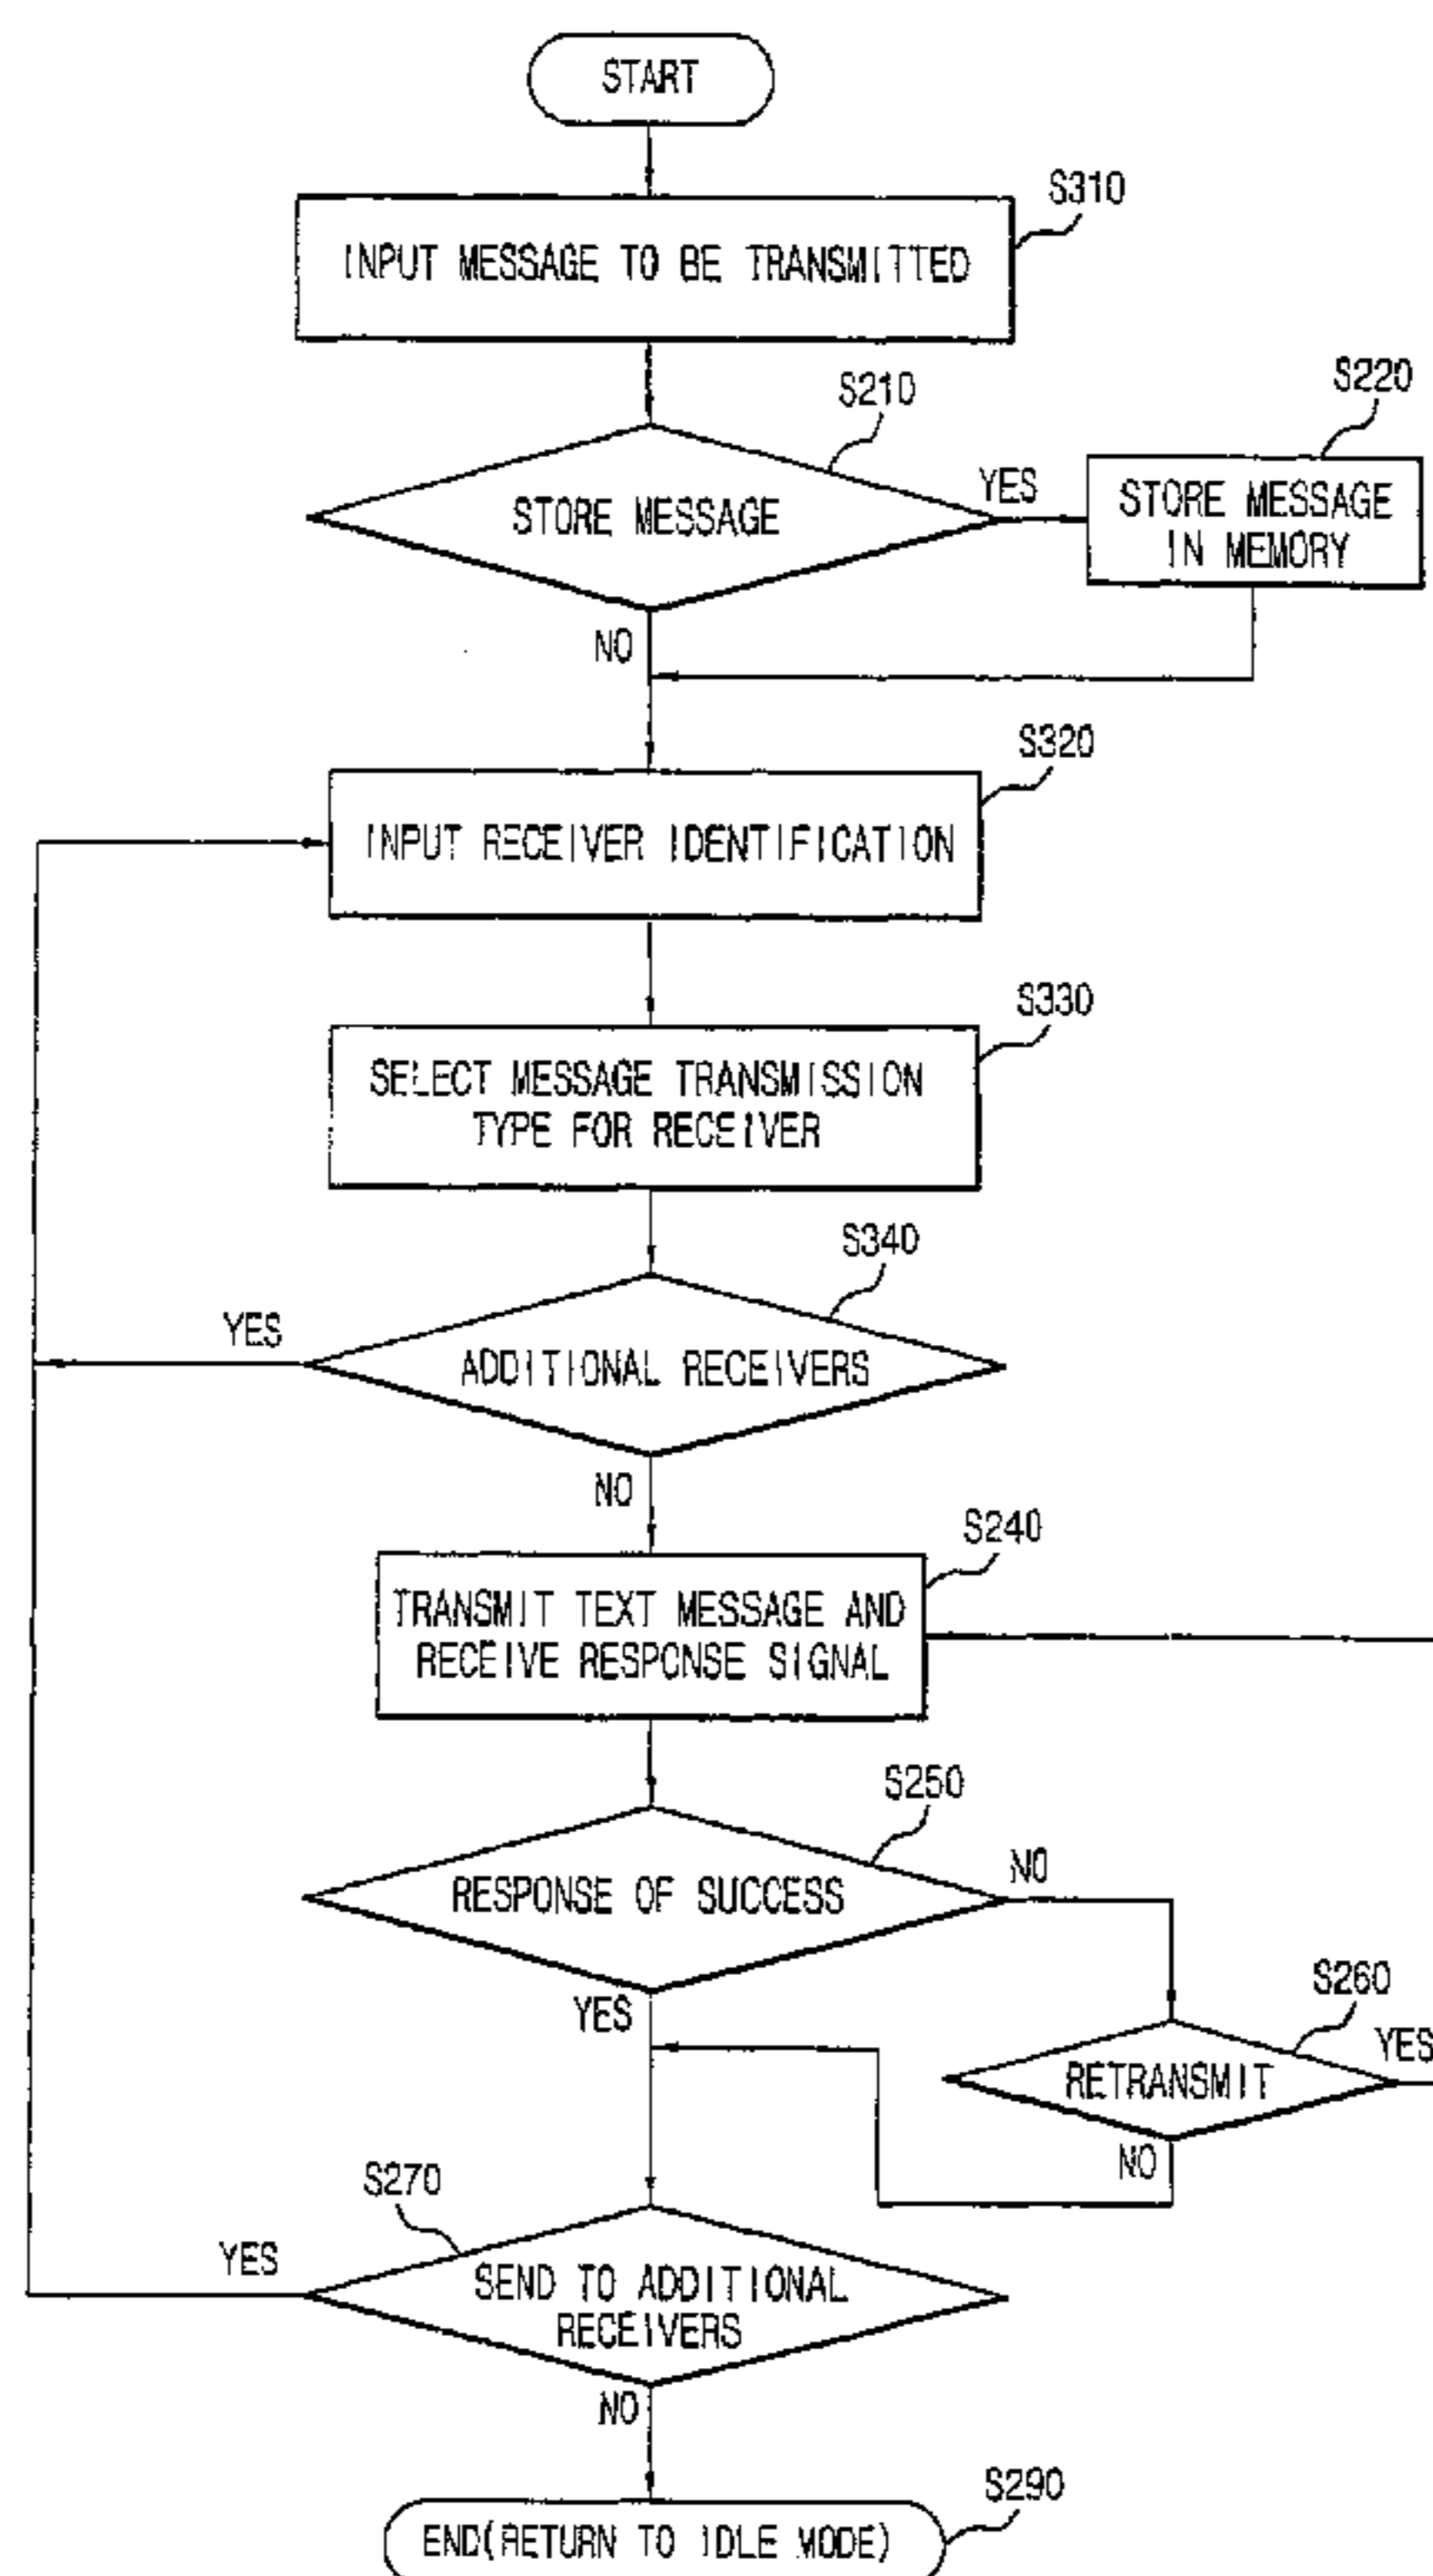 START
S310
INPUT MESSAGE TO BE TRANSMITTED
S210
S220
STORE MESSAGE
YES
STORE MESSAGE
IN MEMORY
NO
S320
INPUT RECEIVER IDENTIFICATION
S330
SELECT MESSAGE TRANSMISSION
TYPE FOR RECEIVER
S340
YES
ADDITIONAL RECEIVERS
NO
S240
TRANSMIT TEXT MESSAGE AND
RECEIVE RESPONSE SIGNAL
S250
RESPONSE OF SUCCESS
NO
YES
S260
RETRANSMIT
YES
NO
S270
YES
SEND TO ADDITIONAL
RECEIVERS
NO
S290
END(RETURN TO IDLE MODE)